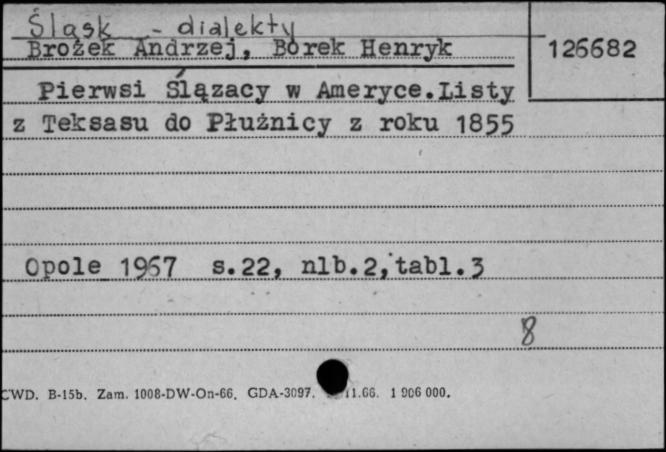 Śląsk - dialekty
Brożek Andrzej, Borek Henryk
126682
Pierwsi Ślązacy w Ameryce.Listy
z Teksasu do Płużnicy z roku 1855
Opole 1967 s.22, nlb.2, tabl.3
8
CWD. B-15b. Zam. 1008-DW-On-66. GDA-3097. 11.66. 1 906 000.